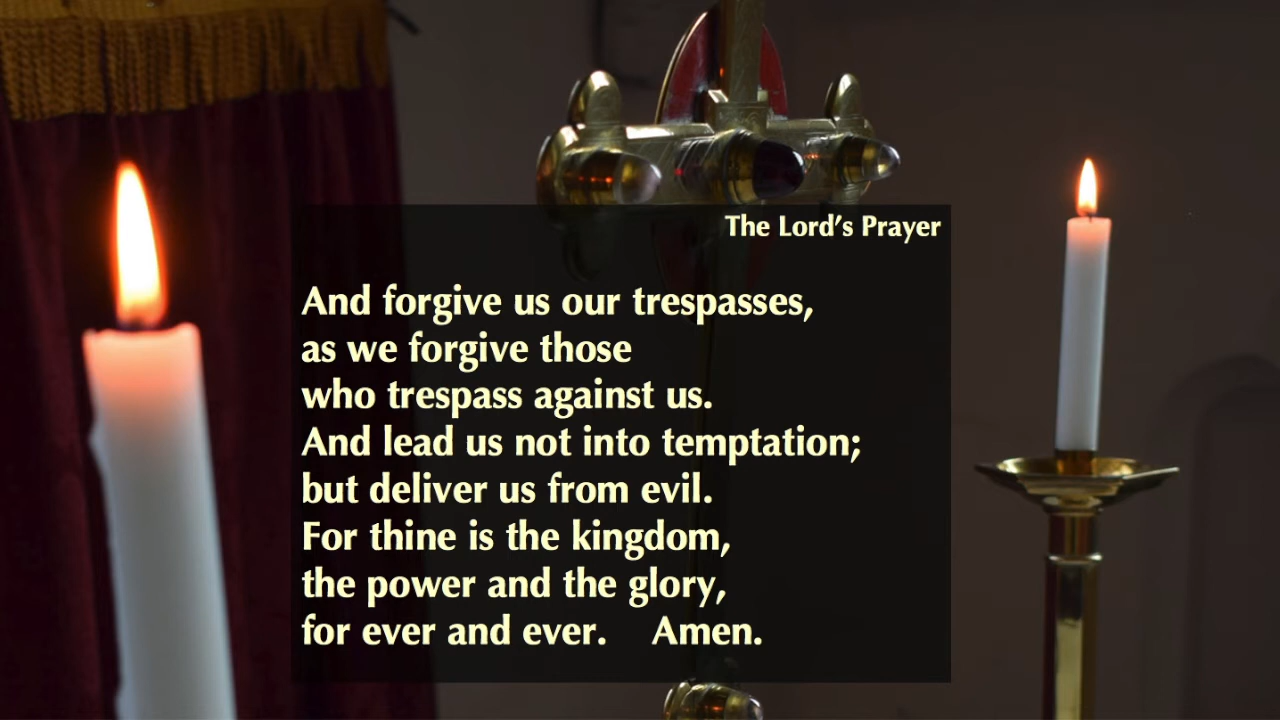 The Lord's Prayer
And forgive us our trespasses,
as we forgive those
who trespass against us.
And lead us not into temptation;
but deliver us from evil.
For thine is the kingdom,
the power and the glory,
for ever and ever. Amen.